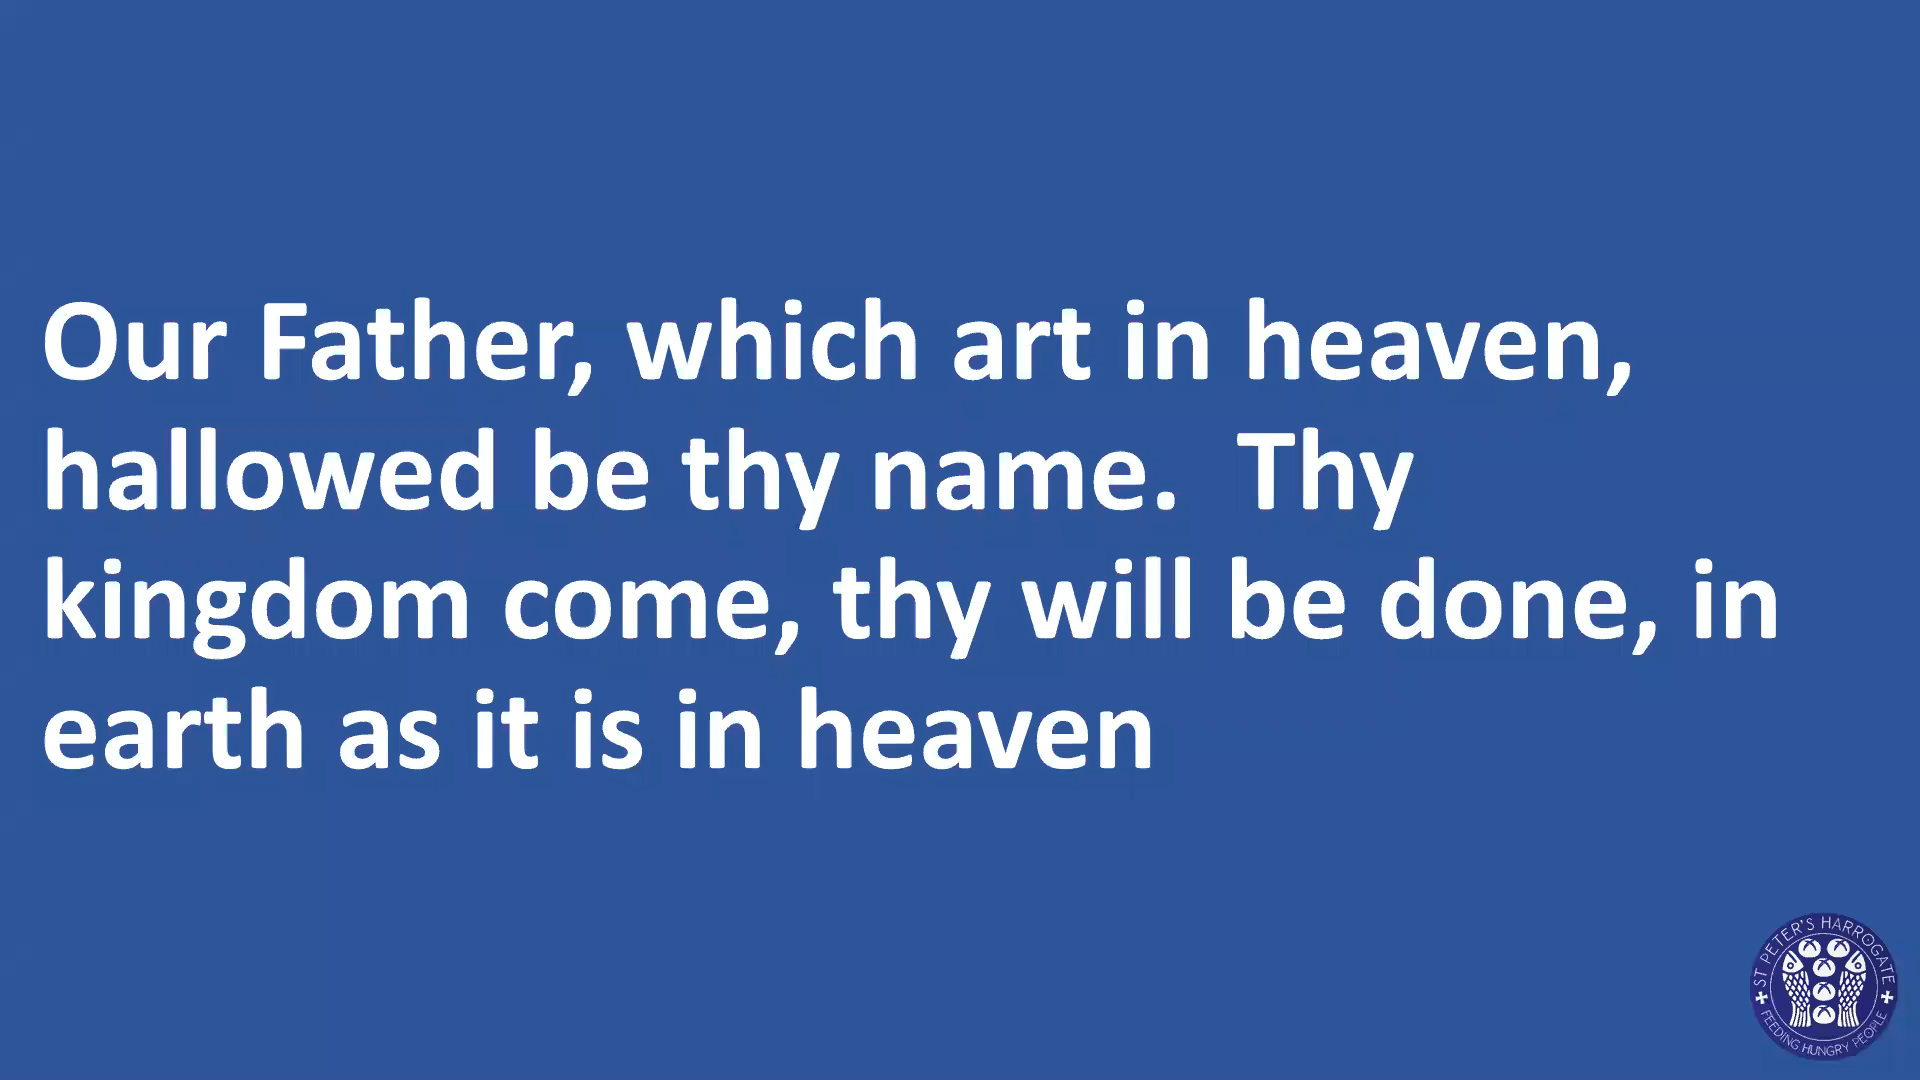 Our Father, which art in heaven,
hallowed be thy name.  Thy
kingdom come, thy will be done, in
earth as it is in heaven
ST PETER'S HARROGATE
FEEDING HUNGRY PEOPLE